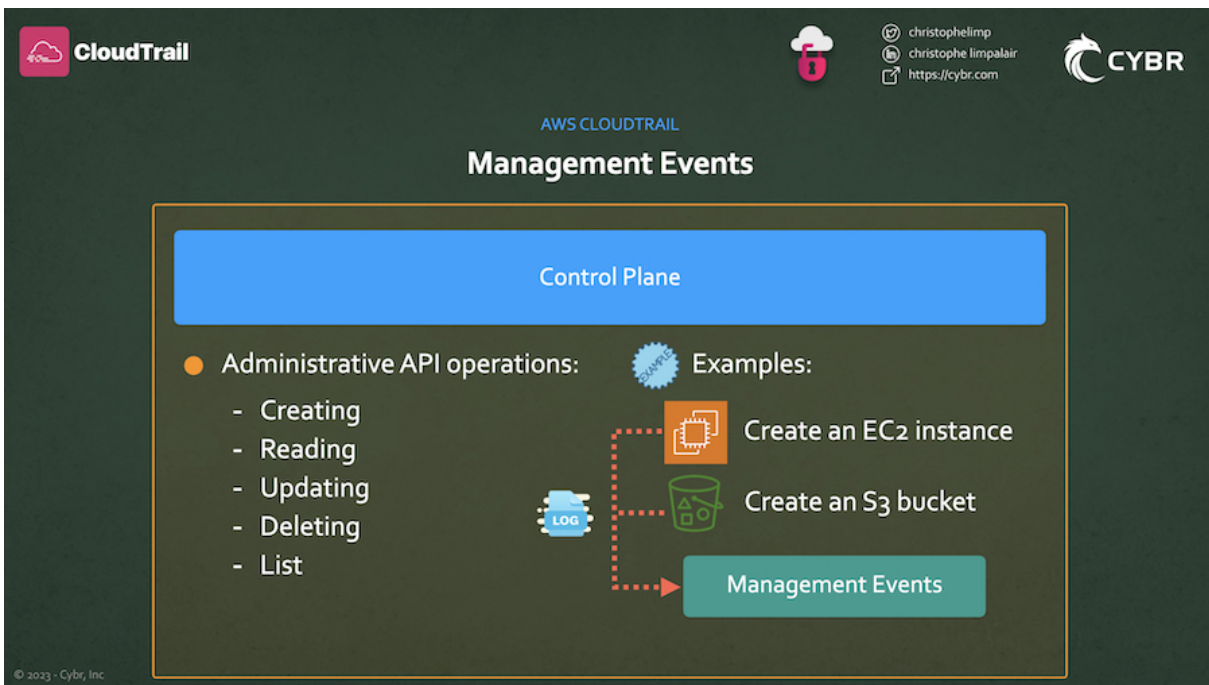 CloudTrail
christophelimp
christophe limpalair
https://cybr.com
CYBR
AWS CLOUDTRAIL
Management Events
Control Plane
Administrative API operations:
- Creating
- Reading
- Updating
- Deleting
- List
EXAMPLE
Examples:
Create an EC2 instance
Create an S3 bucket
LOG
Management Events
© 2023 - Cybr, Inc